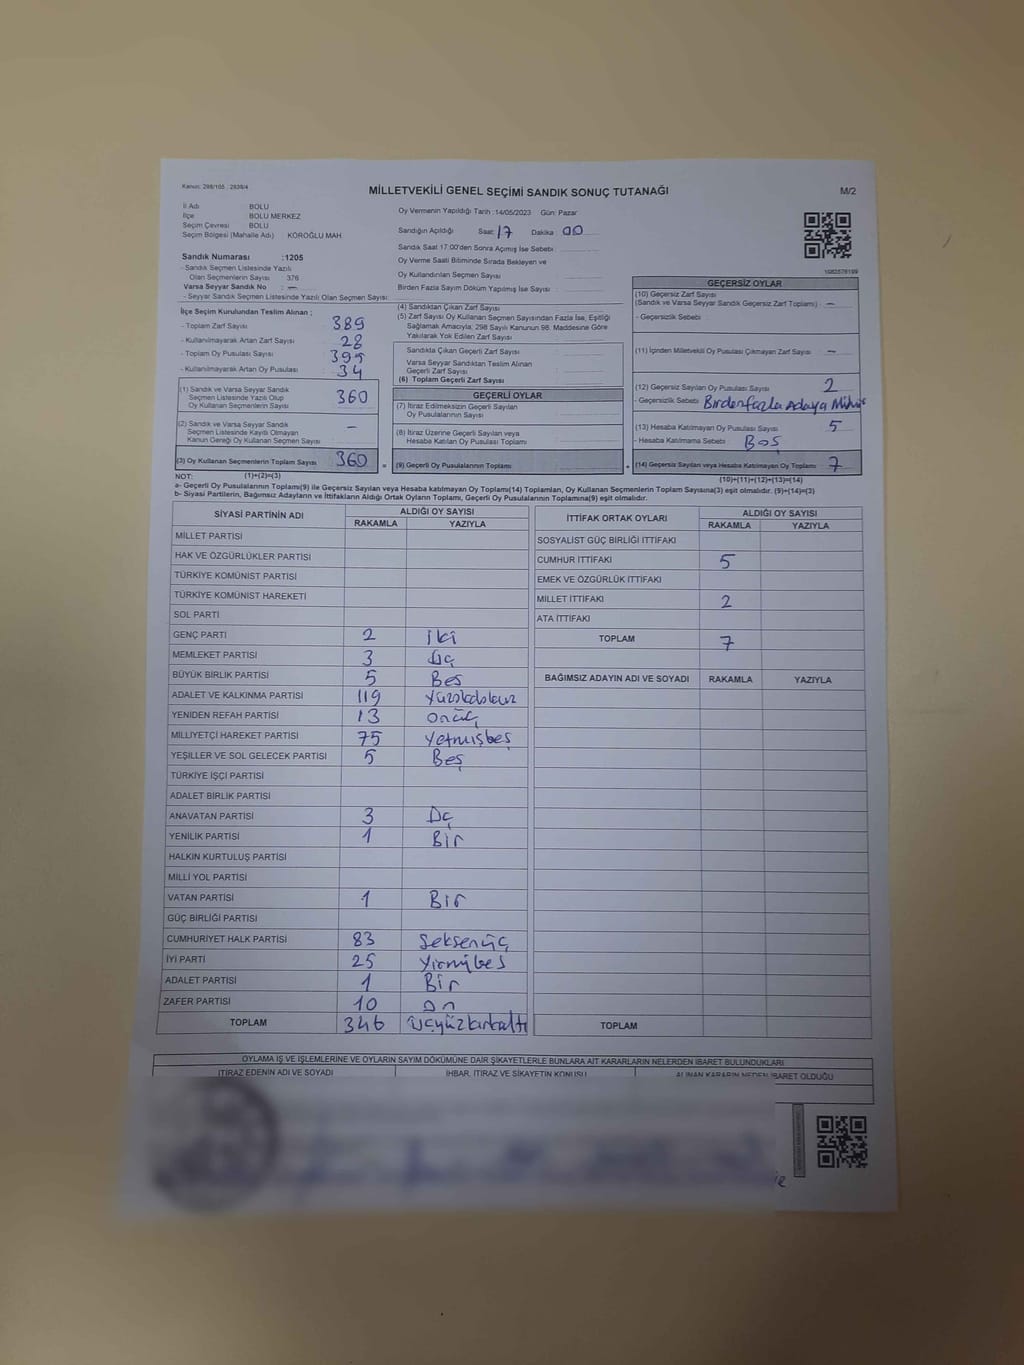 Kanun: 298/105 ; 2839/4
MİLLETVEKİLİ GENEL SEÇİMİ SANDIK SONUÇ TUTANAĞI
M/2
İl Adı : BOLU
İlçe : BOLU MERKEZ
Seçim Çevresi : BOLU
Seçim Bölgesi (Mahalle Adı) : KÖROĞLU MAH.
Sandık Numarası :1205
- Sandık Seçmen Listesinde Yazılı
Olan Seçmenlerin Sayısı : 376
Varsa Seyyar Sandık No : —
- Seyyar Sandık Seçmen Listesinde Yazılı Olan Seçmen Sayısı:
İlçe Seçim Kurulundan Teslim Alınan ;
- Toplam Zarf Sayısı : 389
- Kullanılmayarak Artan Zarf Sayısı : 28
- Toplam Oy Pusulası Sayısı : 395
- Kullanılmayarak Artan Oy Pusulası : 34
(1) Sandık ve Varsa Seyyar Sandık
Seçmen Listesinde Yazılı Olup
Oy Kullanan Seçmenlerin Sayısı 360
(2) Sandık ve Varsa Seyyar Sandık
Seçmen Listesinde Kayıtlı Olmayan
Kanun Gereği Oy Kullanan Seçmen Sayısı —
(3) Oy Kullanan Seçmenlerin Toplam Sayısı 360
(1)+(2)=(3)
Oy Vermenin Yapıldığı Tarih :14/05/2023 Gün: Pazar
Sandığın Açıldığı Saat: 17 Dakika : 00
Sandık Saat 17:00'den Sonra Açımış İse Sebebi :
Oy Verme Saati Bitiminde Sırada Bekleyen ve
Oy Kullandırılan Seçmen Sayısı :
Birden Fazla Sayım Döküm Yapılmış İse Sayısı :
(4) Sandıktan Çıkan Zarf Sayısı :
(5) Zarf Sayısı Oy Kullanan Seçmen Sayısından Fazla İse, Eşitliği
Sağlamak Amacıyla; 298 Sayılı Kanunun 98. Maddesine Göre
Yakılarak Yok Edilen Zarf Sayısı :
Sandıkta Çıkan Geçerli Zarf Sayısı :
Varsa Seyyar Sandıktan Teslim Alınan
Geçerli Zarf Sayısı :
(6) Toplam Geçerli Zarf Sayısı :
GEÇERLİ OYLAR
(7) İtiraz Edilmeksizin Geçerli Sayılan
Oy Pusulalarının Sayısı :
(8) İtiraz Üzerine Geçerli Sayılan veya
Hesaba Katılan Oy Pusulası Toplamı :
= (9) Geçerli Oy Pusulalarının Toplamı :
1082576199
GEÇERSİZ OYLAR
(10) Geçersiz Zarf Sayısı
(Sandık ve Varsa Seyyar Sandık Geçersiz Zarf Toplamı) : —
- Geçersizlik Sebebi :
(11) İçinden Milletvekili Oy Pusulası Çıkmayan Zarf Sayısı : —
(12) Geçersiz Sayılan Oy Pusulası Sayısı : 2
- Geçersizlik Sebebi : Birdenfazla Adaya
(13) Hesaba Katılmayan Oy Sayısı : 5
- Hesaba Katılmama Sebebi : BOŞ
+ (14) Geçersiz Sayılan veya Hesaba Katılmayan Oy Toplamı : 7
(10)+(11)+(12)+(13)=(14)
NOT:
a- Geçerli Oy Pusulalarının Toplamı(9) ile Geçersiz Sayılan veya Hesaba katılmayan Oy Toplamı(14) Toplamları, Oy Kullanan Seçmenlerin Toplam Sayısına(3) eşit olmalıdır. (9)+(14)=(3)
b- Siyasi Partilerin, Bağımsız Adayların ve İttifakların Aldığı Ortak Oyların Toplamı, Geçerli Oy Pusulalarının Toplamına(9) eşit olmalıdır.
SİYASİ PARTİNİN ADI ALDIĞI OY SAYISI
RAKAMLA YAZIYLA
MİLLET PARTİSİ
HAK VE ÖZGÜRLÜKLER PARTİSİ
TÜRKİYE KOMÜNİST PARTİSİ
TÜRKİYE KOMÜNİST HAREKETİ
SOL PARTİ
GENÇ PARTİ 2 İki
MEMLEKET PARTİSİ 3 Üç
BÜYÜK BİRLİK PARTİSİ 5 Beş
ADALET VE KALKINMA PARTİSİ 119
YENİDEN REFAH PARTİSİ 13 onüç
MİLLİYETÇİ HAREKET PARTİSİ 75 Yetmişbeş
YEŞİLLER VE SOL GELECEK PARTİSİ 5 Beş
TÜRKİYE İŞÇİ PARTİSİ
ADALET BİRLİK PARTİSİ
ANAVATAN PARTİSİ 3 Üç
YENİLİK PARTİSİ 1 Bir
HALKIN KURTULUŞ PARTİSİ
MİLLİ YOL PARTİSİ
VATAN PARTİSİ 1 Bir
GÜÇ BİRLİĞİ PARTİSİ
CUMHURİYET HALK PARTİSİ 83 Seksenüç
İYİ PARTİ 25 Yirmibeş
ADALET PARTİSİ 1 Bir
ZAFER PARTİSİ 10 On
TOPLAM 346 üçyüzkırkaltı
İTTİFAK ORTAK OYLARI ALDIĞI OY SAYISI
RAKAMLA YAZIYLA
SOSYALİST GÜÇ BİRLİĞİ İTTİFAKI
CUMHUR İTTİFAKI 5
EMEK VE ÖZGÜRLÜK İTTİFAKI
MİLLET İTTİFAKI 2
ATA İTTİFAKI
TOPLAM 7
BAĞIMSIZ ADAYIN ADI VE SOYADI RAKAMLA YAZIYLA
TOPLAM
OYLAMA İŞ VE İŞLEMLERİNE VE OYLARIN SAYIM DÖKÜMÜNE DAİR ŞİKAYETLERLE BUNLARA AİT KARARLARIN NELERDEN İBARET BULUNDUKLARI
İTİRAZ EDENİN ADI VE SOYADI İHBAR, İTİRAZ VE ŞİKAYETİN KONUSU ALINAN KARARIN NEDEN İBARET OLDUĞU